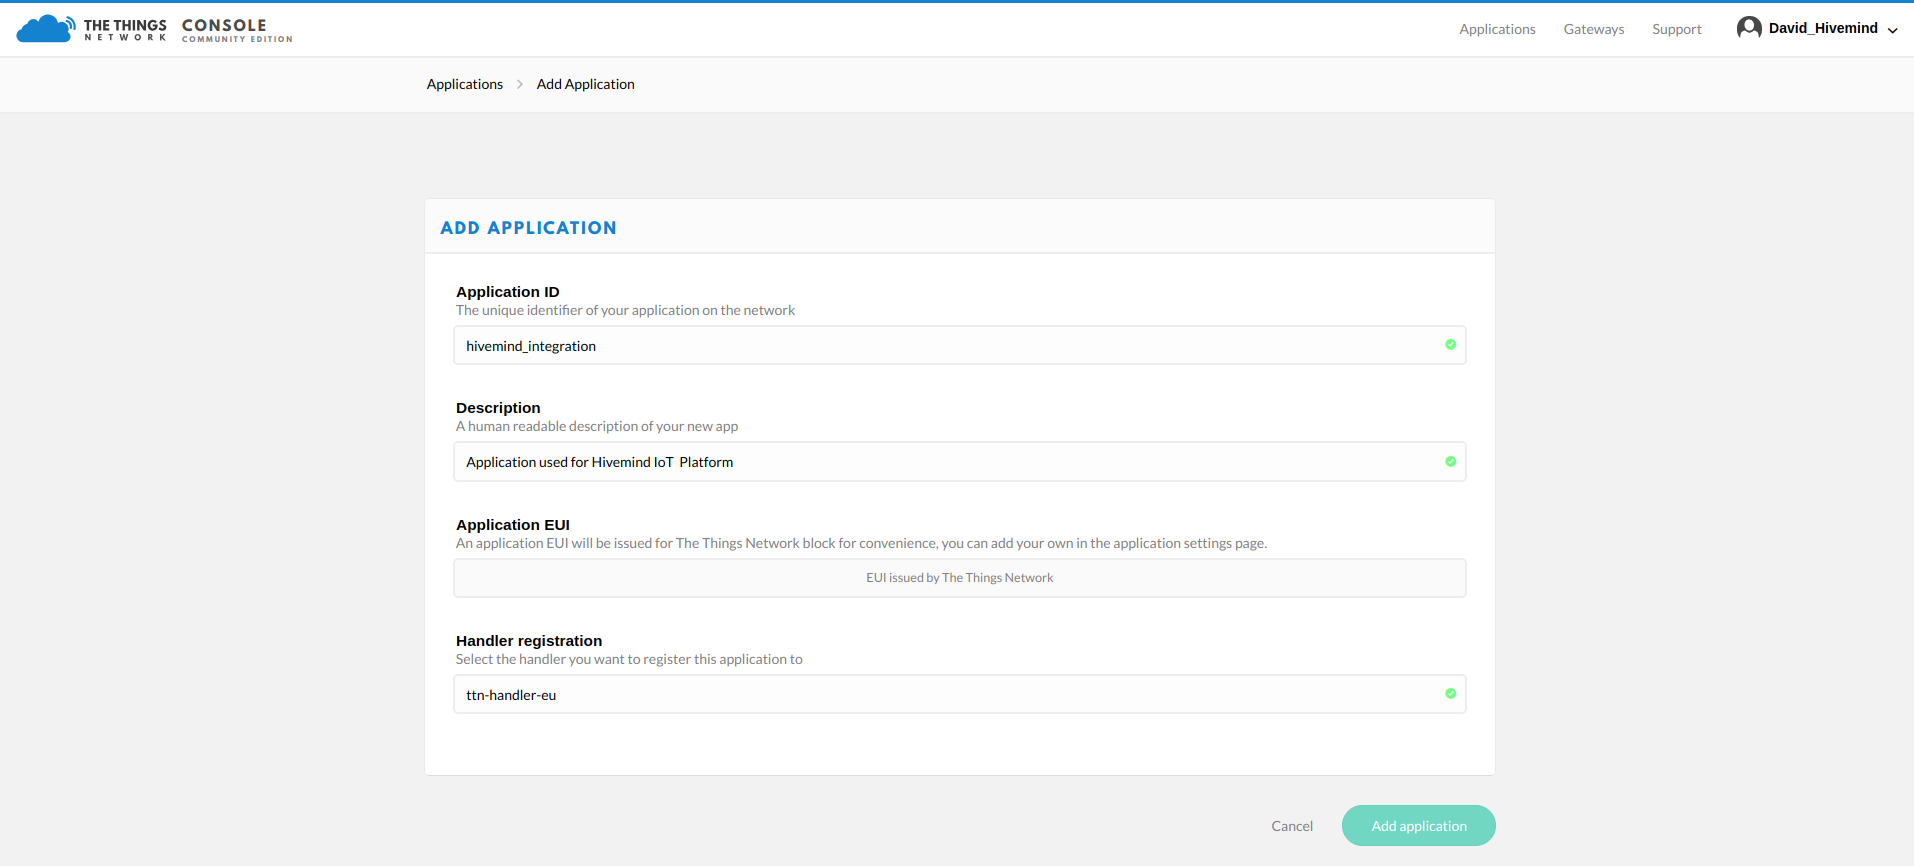 THE THINGS
NETWORK
CONSOLE
COMMUNITY EDITION
Applications
Gateways
Support
David_Hivemind
Applications
Add Application
ADD APPLICATION
Application ID
The unique identifier of your application on the network
hivemind_integration
Description
A human readable description of your new app
Application used for Hivemind IoT  Platform
Application EUI
An application EUI will be issued for The Things Network block for convenience, you can add your own in the application settings page.
EUI issued by The Things Network
Handler registration
Select the handler you want to register this application to
ttn-handler-eu
Cancel
Add application